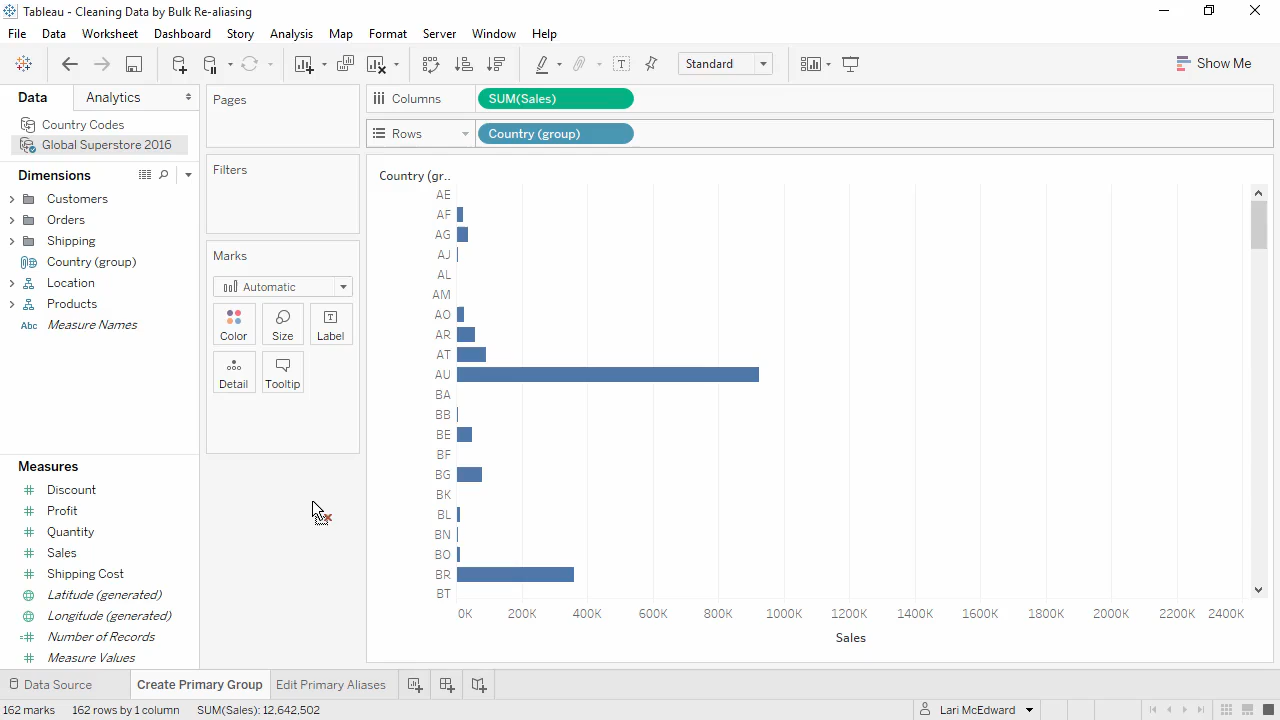 Tableau - Cleaning Data by Bulk Re-aliasing
File Data Worksheet Dashboard Story Analysis Map Format Server Window Help
Standard
Show Me
Data Analytics
Country Codes
Global Superstore 2016
Dimensions
Customers
Orders
Shipping
Country (group)
Location
Products
Abc Measure Names
Measures
Discount
Profit
Quantity
Sales
Shipping Cost
Latitude (generated)
Longitude (generated)
Number of Records
Measure Values
Pages
Filters
Marks
Automatic
Color Size Label
Detail Tooltip
Columns SUM(Sales)
Rows Country (group)
Country (gr..
AE
AF
AG
AJ
AL
AM
AO
AR
AT
AU
BA
BB
BE
BF
BG
BK
BL
BN
BO
BR
BT
0K 200K 400K 600K 800K 1000K 1200K 1400K 1600K 1800K 2000K 2200K 2400K
Sales
Data Source Create Primary Group Edit Primary Aliases
162 marks 162 rows by 1 column SUM(Sales): 12,642,502 Lari McEdward